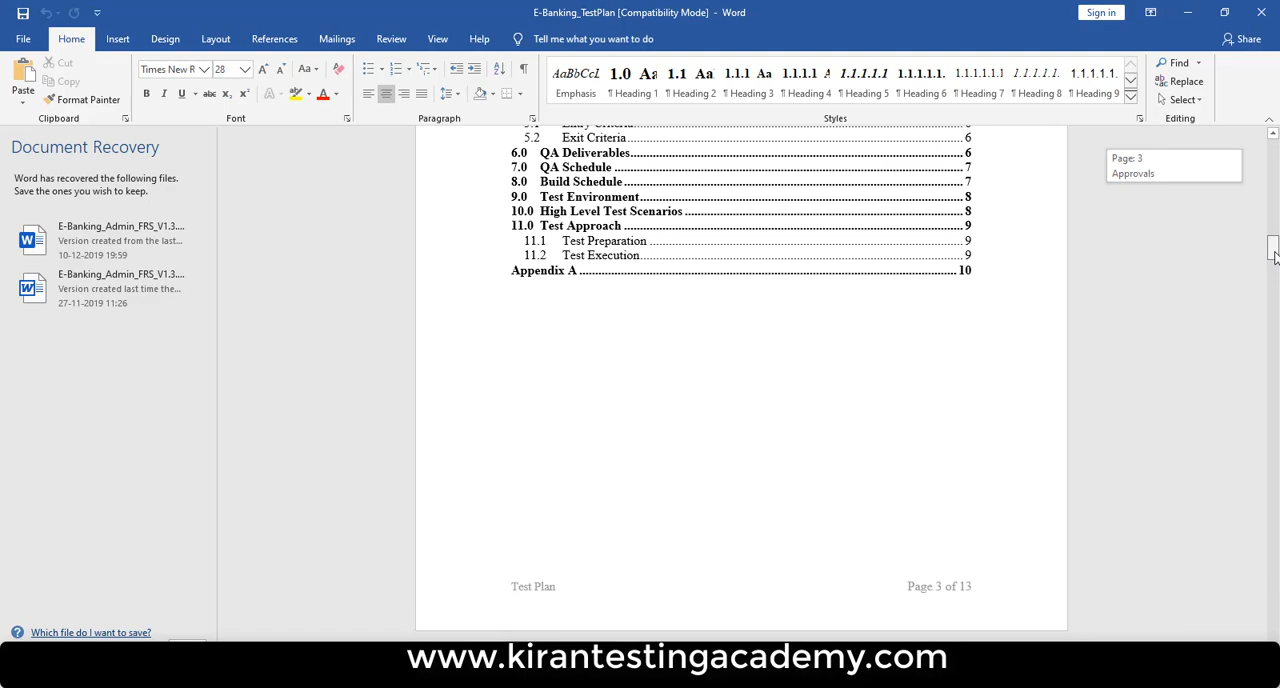 E-Banking_TestPlan [Compatibility Mode] - Word
Sign in
File Home Insert Design Layout References Mailings Review View Help Tell me what you want to do Share
Paste
Cut
Copy
Format Painter
Clipboard
Times New R 28
Aa
B I U abc x₂ x² A A
Font
Paragraph
AaBbCcL 1.0 Aa 1.1 Aa 1.1. Aa 1.1.1.1 A 1.1.1.1.1 1.1.1.1.1. 1.1.1.1.1.1 1.1.1.1.1. 1.1.1.1.1.
Emphasis ¶ Heading 1 ¶ Heading 2 ¶ Heading 3 ¶ Heading 4 ¶ Heading 5 ¶ Heading 6 ¶ Heading 7 ¶ Heading 8 ¶ Heading 9
Styles
Find
Replace
Select
Editing
Document Recovery
Word has recovered the following files.
Save the ones you wish to keep.
E-Banking_Admin_FRS_V1.3....
Version created from the last...
10-12-2019 19:59
E-Banking_Admin_FRS_V1.3....
Version created last time the...
27-11-2019 11:26
Which file do I want to save?
5.1 Entry Criteria 6
5.2 Exit Criteria 6
6.0 QA Deliverables 6
7.0 QA Schedule 7
8.0 Build Schedule 7
9.0 Test Environment 8
10.0 High Level Test Scenarios 8
11.0 Test Approach 9
11.1 Test Preparation 9
11.2 Test Execution 9
Appendix A 10
Test Plan Page 3 of 13
Page: 3
Approvals
www.kirantestingacademy.com